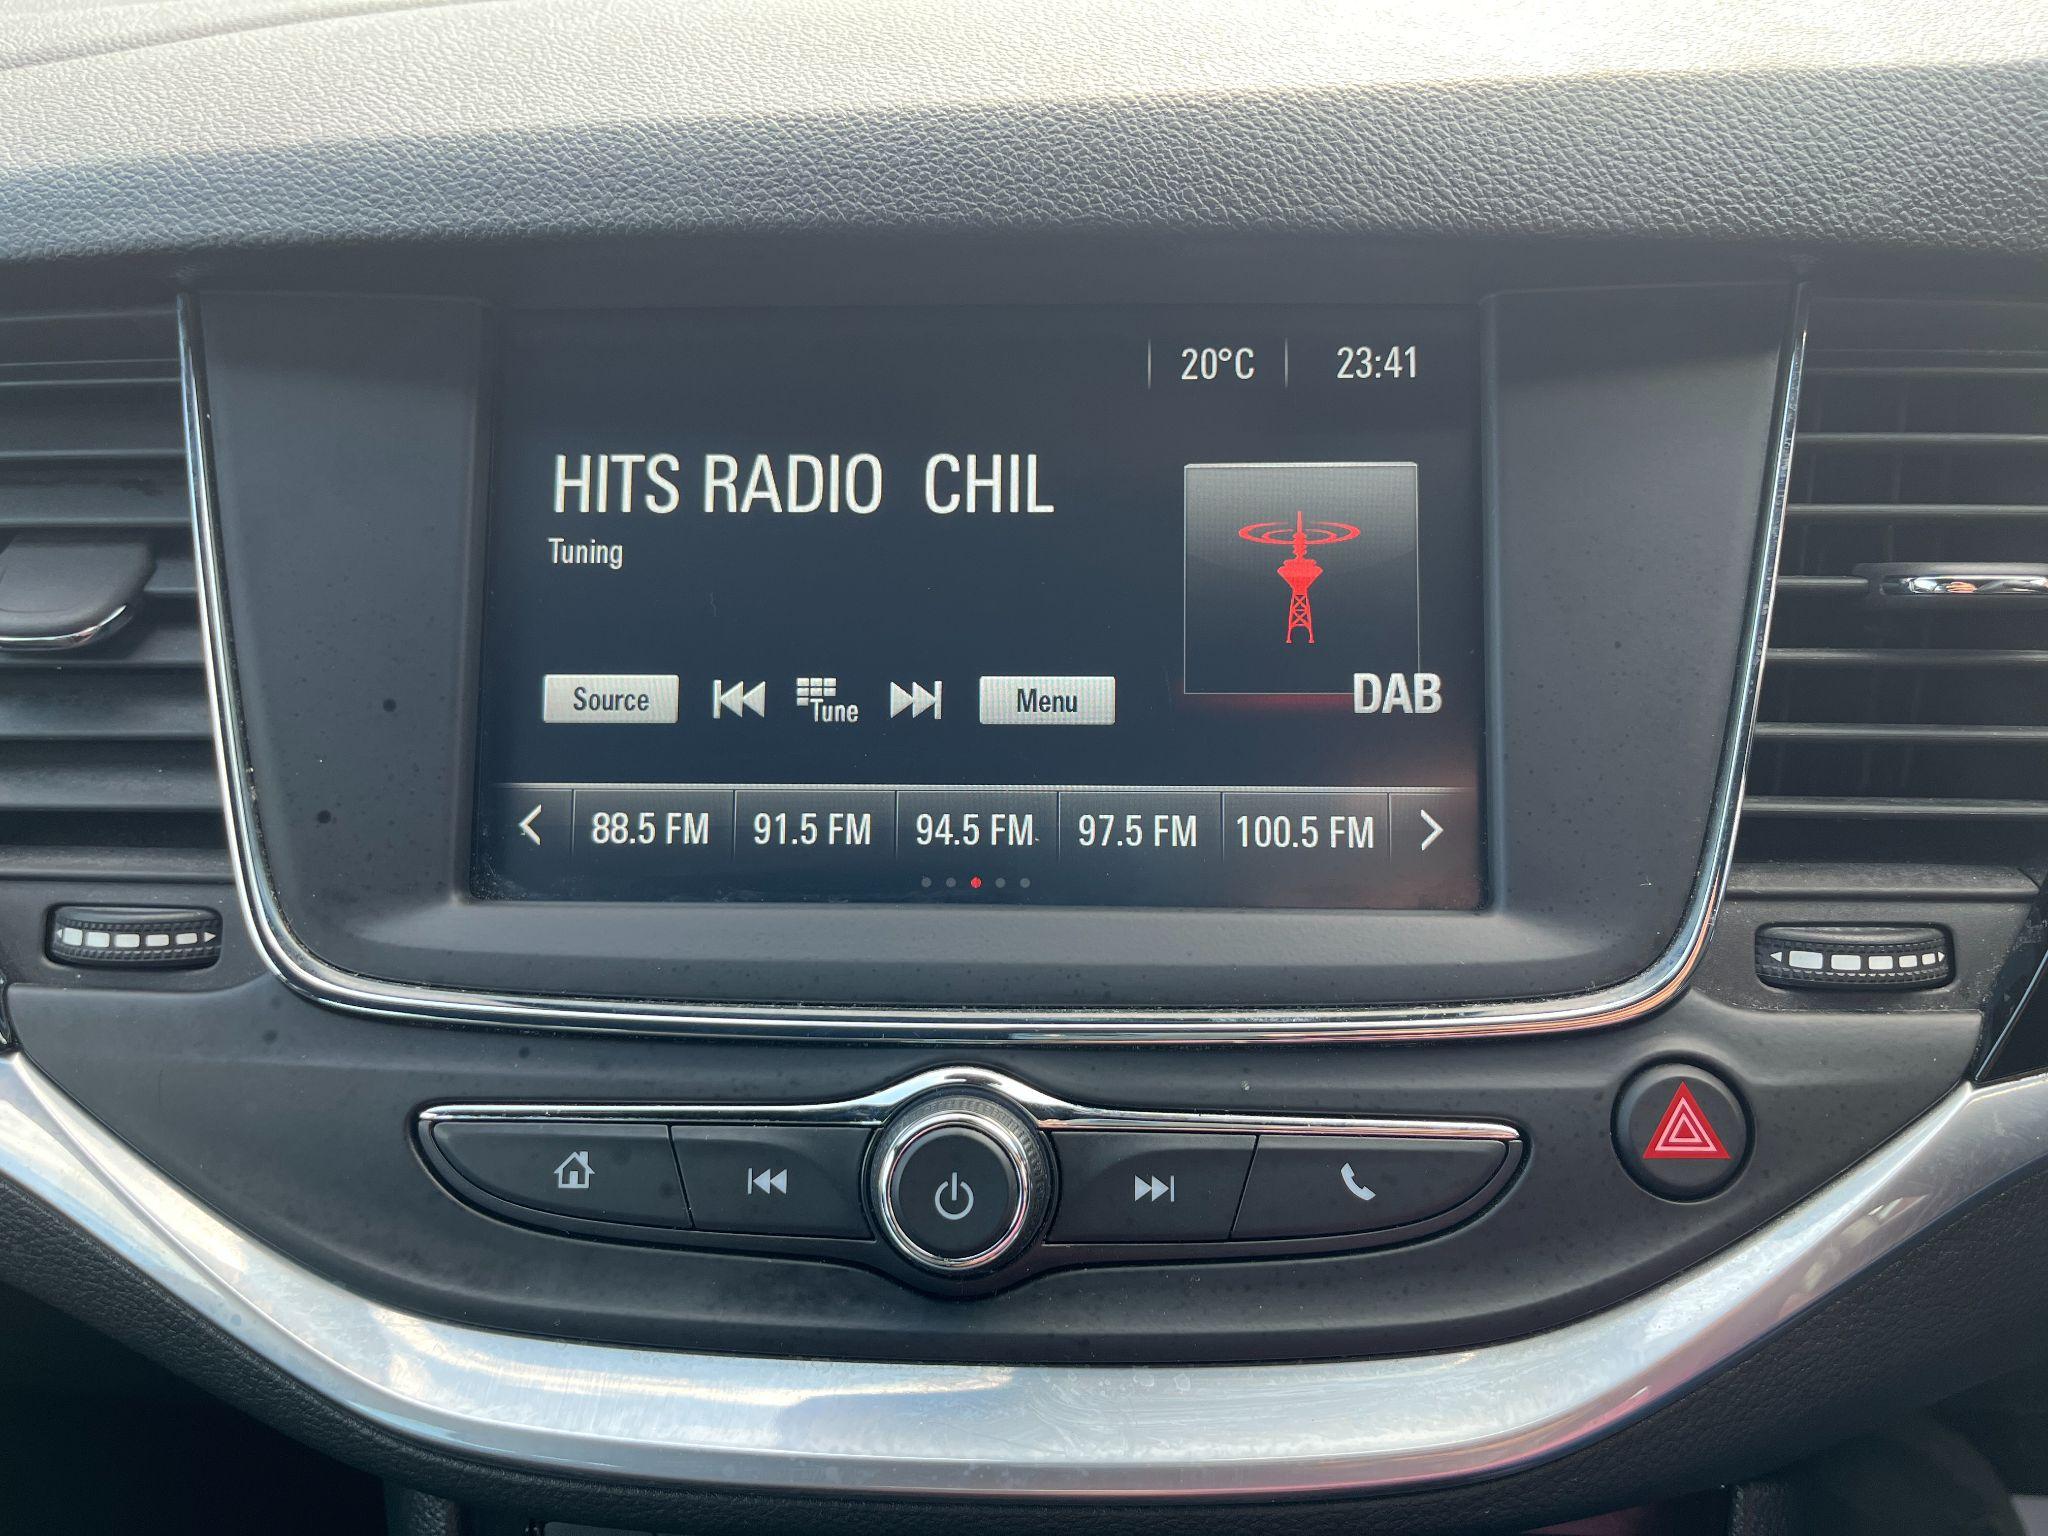 20°C 23:41
HITS RADIO CHIL
Tuning
Source Tune Menu
DAB
88.5 FM 91.5 FM 94.5 FM 97.5 FM 100.5 FM